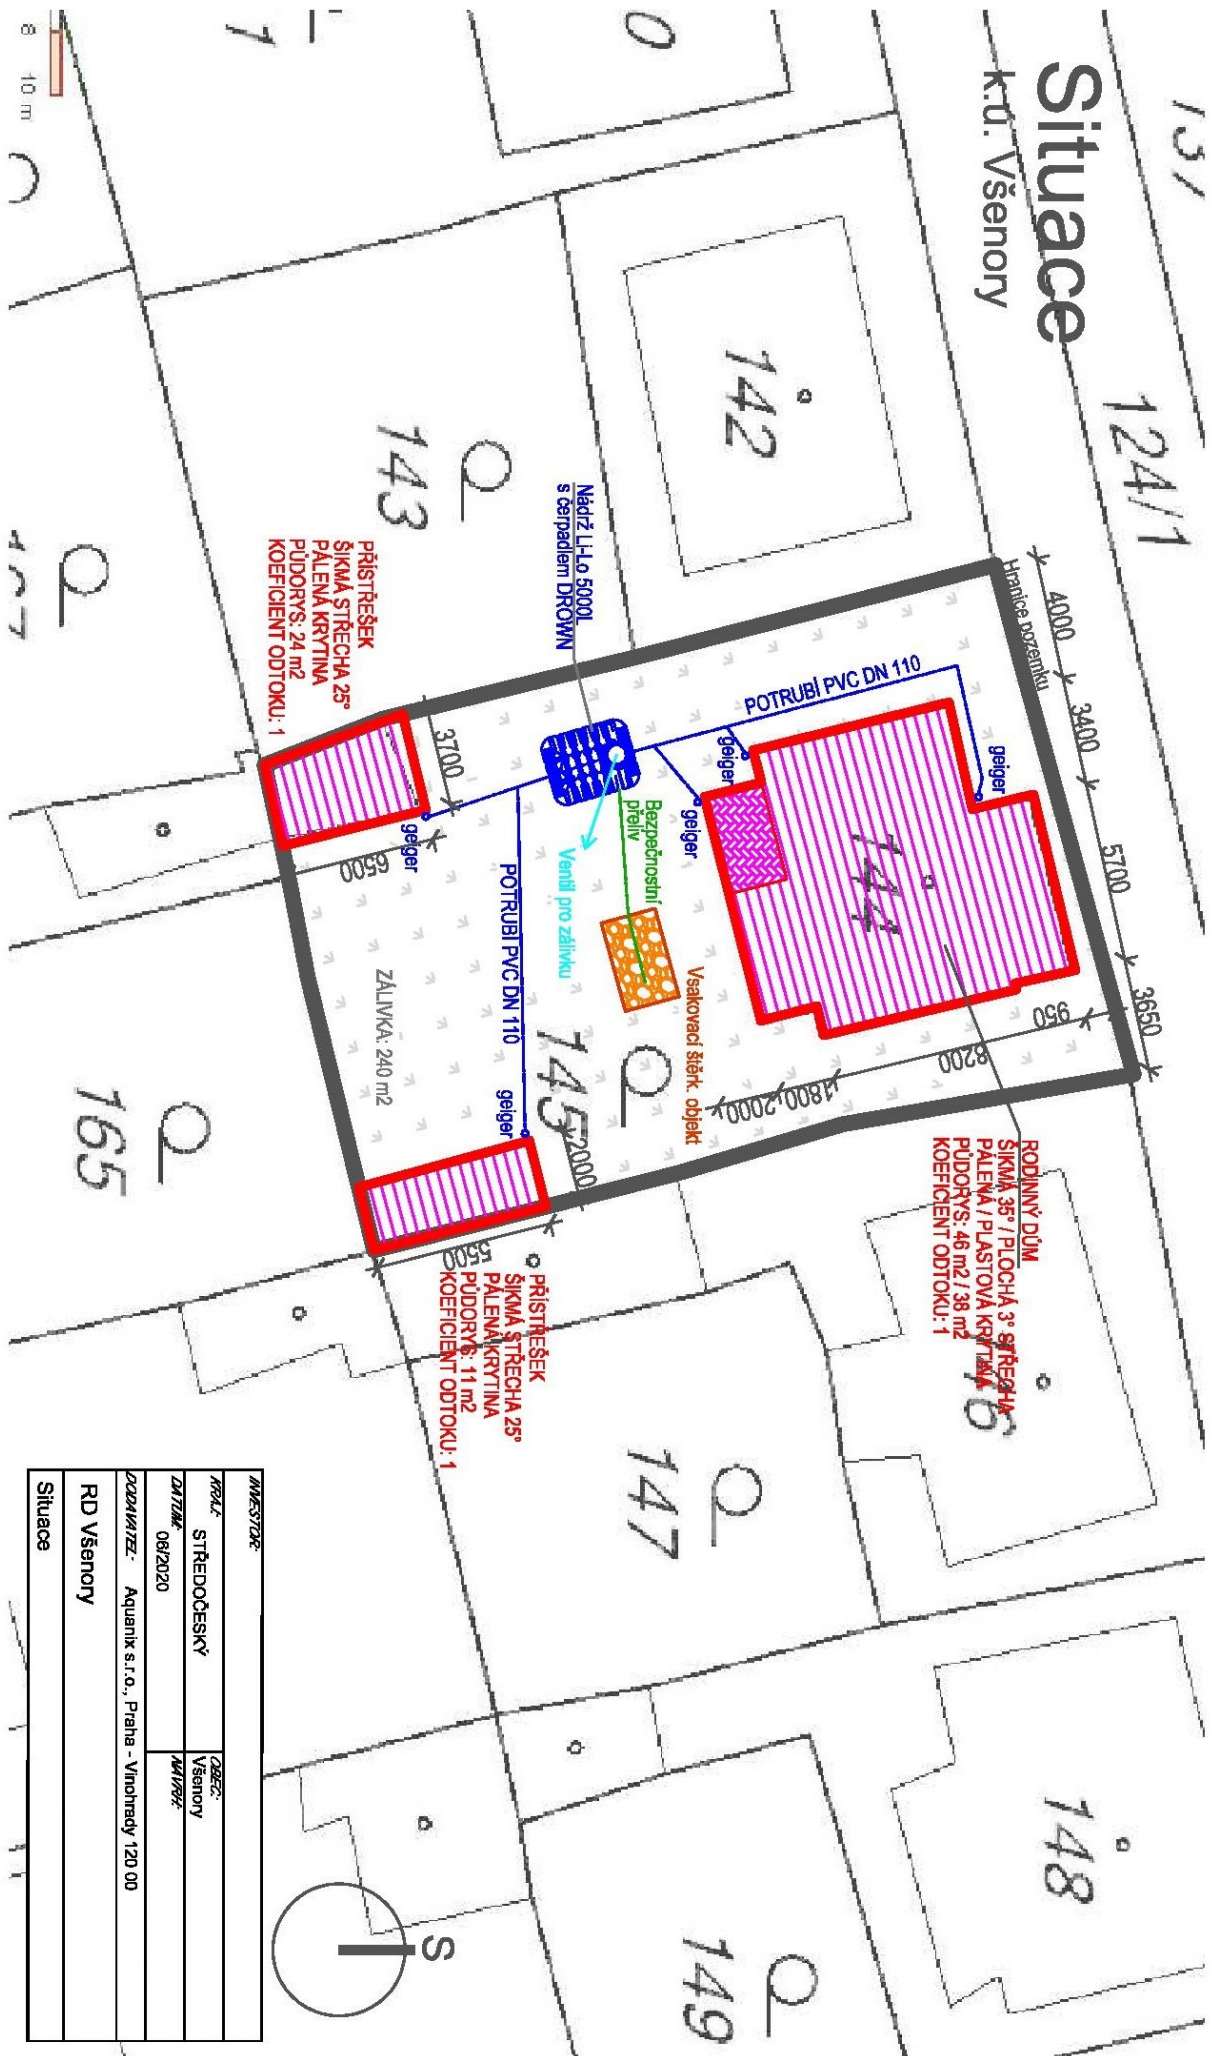 Situace
k.ú. Všenory
137
124/1
0
1
8 10 m
142
143
Hranice pozemku
4000
3400
5700
3650
950
8200
1800
2000
POTRUBÍ PVC DN 110
geiger
geiger
geiger
144
Nádrž Li-Lo 5000L
s čerpadlem DROWN
Bezpečnostní
přeliv
Ventil pro zálivku
Vsakovací štěrk. objekt
PŘÍSTŘEŠEK
ŠIKMÁ STŘECHA 25°
PÁLENÁ KRYTINA
PŮDORYS: 24 m2
KOEFICIENT ODTOKU: 1
3700
6500
geiger
POTRUBÍ PVC DN 110
geiger
145
2000
5500
ZÁLIVKA: 240 m2
165
RODINNÝ DŮM
ŠIKMÁ 35° / PLOCHÁ 3° STŘECHA
PÁLENÁ / PLASTOVÁ KRYTINA
PŮDORYS: 46 m2 / 38 m2
KOEFICIENT ODTOKU: 1
PŘÍSTŘEŠEK
ŠIKMÁ STŘECHA 25°
PÁLENÁ KRYTINA
PŮDORYS: 11 m2
KOEFICIENT ODTOKU: 1
147
148
149
S
INVESTOR:
KRAJ: STŘEDOČESKÝ
OBEC: Všenory
DATUM: 06/2020
NÁVRH:
DODAVATEL: Aquanix s.r.o., Praha - Vinohrady 120 00
RD Všenory
Situace